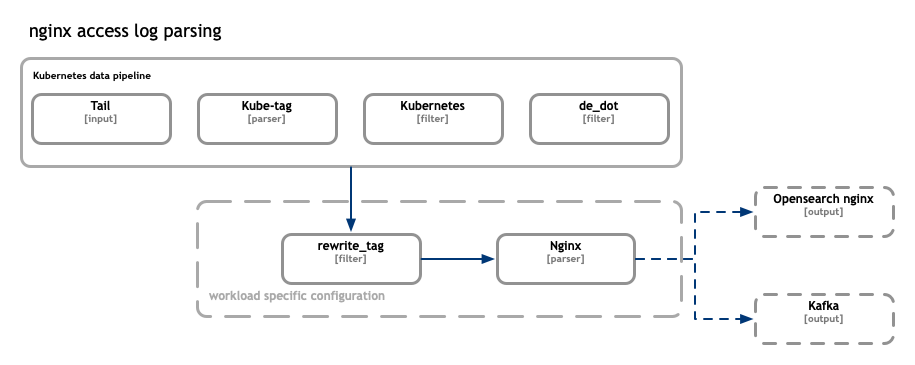 nginx access log parsing
Kubernetes data pipeline
Tail
[input]
Kube-tag
[parser]
Kubernetes
[filter]
de_dot
[filter]
rewrite_tag
[filter]
Nginx
[parser]
workload specific configuration
Opensearch nginx
[output]
Kafka
[output]